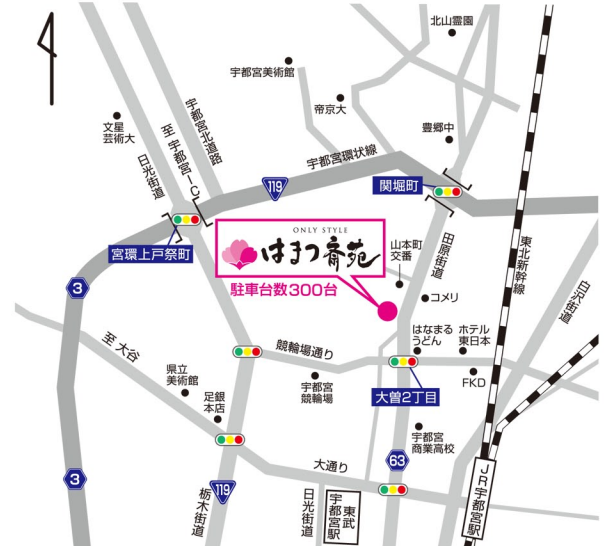 北山霊園
宇都宮美術館
帝京大
文星
芸術大
豊郷中
宇都宮北道路
至 宇都宮IC
日光街道
宇都宮環状線
119
関堀町
宮環上戸祭町
ONLY STYLE
はまつ斎苑
駐車台数300台
山本町
交番
田原街道
東北新幹線
白沢街道
コメリ
3
至 大谷
競輪場通り
はなまる
うどん
ホテル
東日本
県立
美術館
宇都宮
競輪場
FKD
大曽2丁目
足銀
本店
宇都宮
商業高校
大通り
63
3
119
栃木街道
日光街道
東武
宇都宮駅
JR宇都宮駅